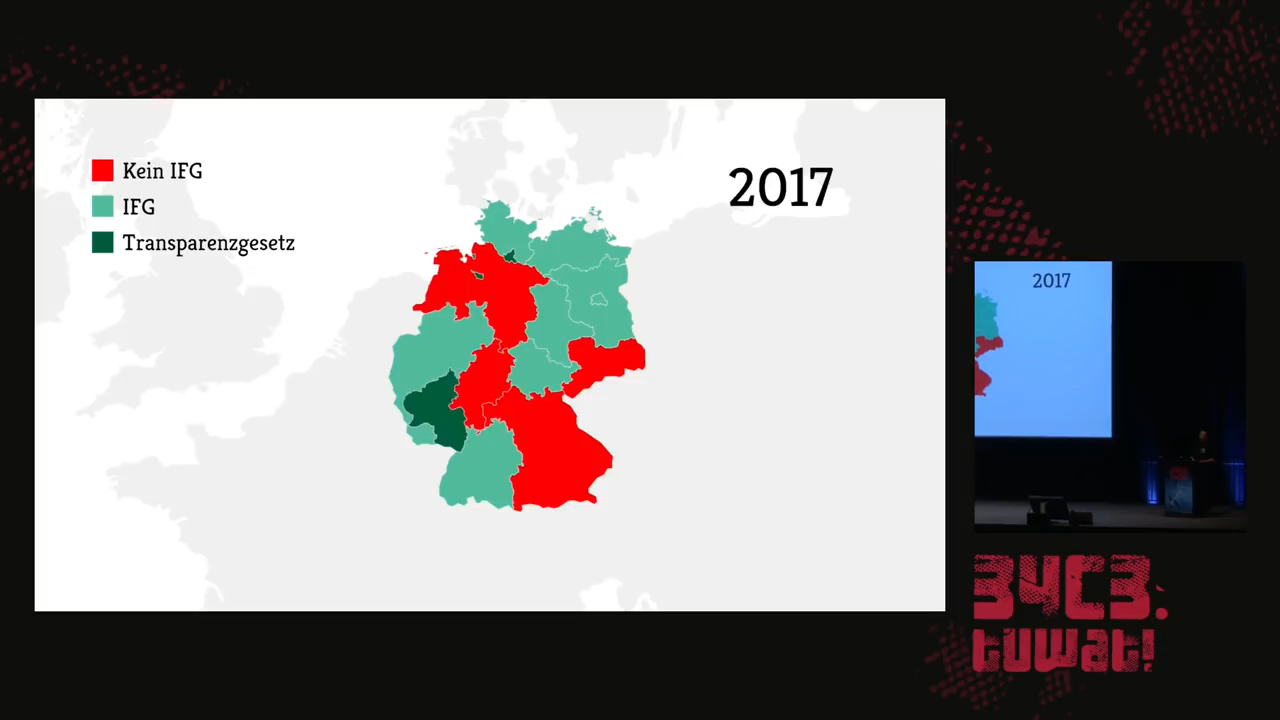 Kein IFG
IFG
Transparenzgesetz
2017
2017
34C3.
tuwat!